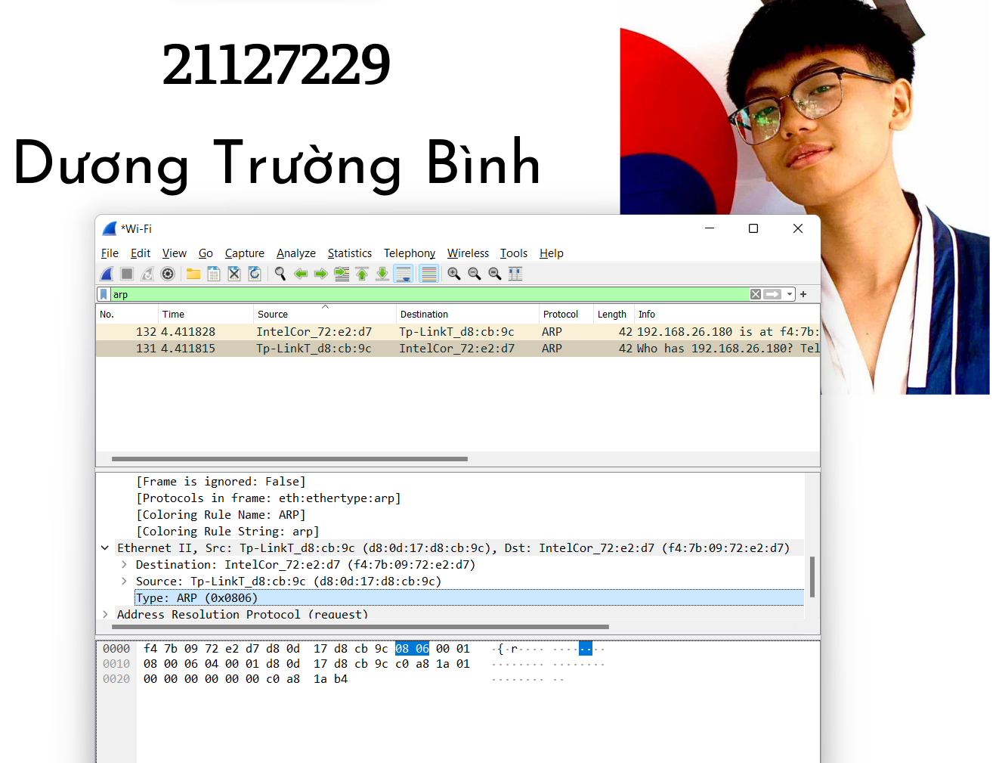 21127229
Dương Trường Bình
*Wi-Fi
File Edit View Go Capture Analyze Statistics Telephony Wireless Tools Help
arp
No. Time Source Destination Protocol Length Info
132 4.411828 IntelCor_72:e2:d7 Tp-LinkT_d8:cb:9c ARP 42 192.168.26.180 is at f4:7b:
131 4.411815 Tp-LinkT_d8:cb:9c IntelCor_72:e2:d7 ARP 42 Who has 192.168.26.180? Tel
[Frame is ignored: False]
[Protocols in frame: eth:ethertype:arp]
[Coloring Rule Name: ARP]
[Coloring Rule String: arp]
Ethernet II, Src: Tp-LinkT_d8:cb:9c (d8:0d:17:d8:cb:9c), Dst: IntelCor_72:e2:d7 (f4:7b:09:72:e2:d7)
Destination: IntelCor_72:e2:d7 (f4:7b:09:72:e2:d7)
Source: Tp-LinkT_d8:cb:9c (d8:0d:17:d8:cb:9c)
Type: ARP (0x0806)
Address Resolution Protocol (request)
0000 f4 7b 09 72 e2 d7 d8 0d 17 d8 cb 9c 08 06 00 01 ·{·r···· ········
0010 08 00 06 04 00 01 d8 0d 17 d8 cb 9c c0 a8 1a 01 ········ ········
0020 00 00 00 00 00 00 c0 a8 1a b4 ········ ··